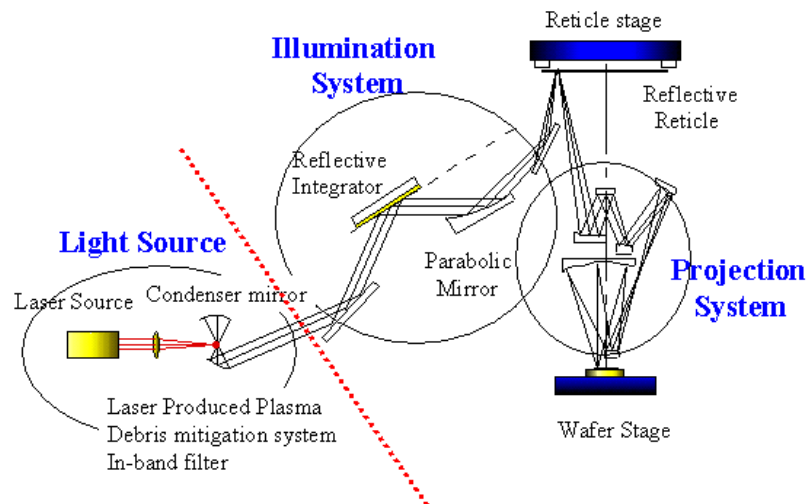 Reticle stage
Illumination
System
Reflective
Reticle
Reflective
Integrator
Light Source
Parabolic
Mirror
Projection
System
Laser Source
Condenser mirror
Laser Produced Plasma
Debris mitigation system
In-band filter
Wafer Stage